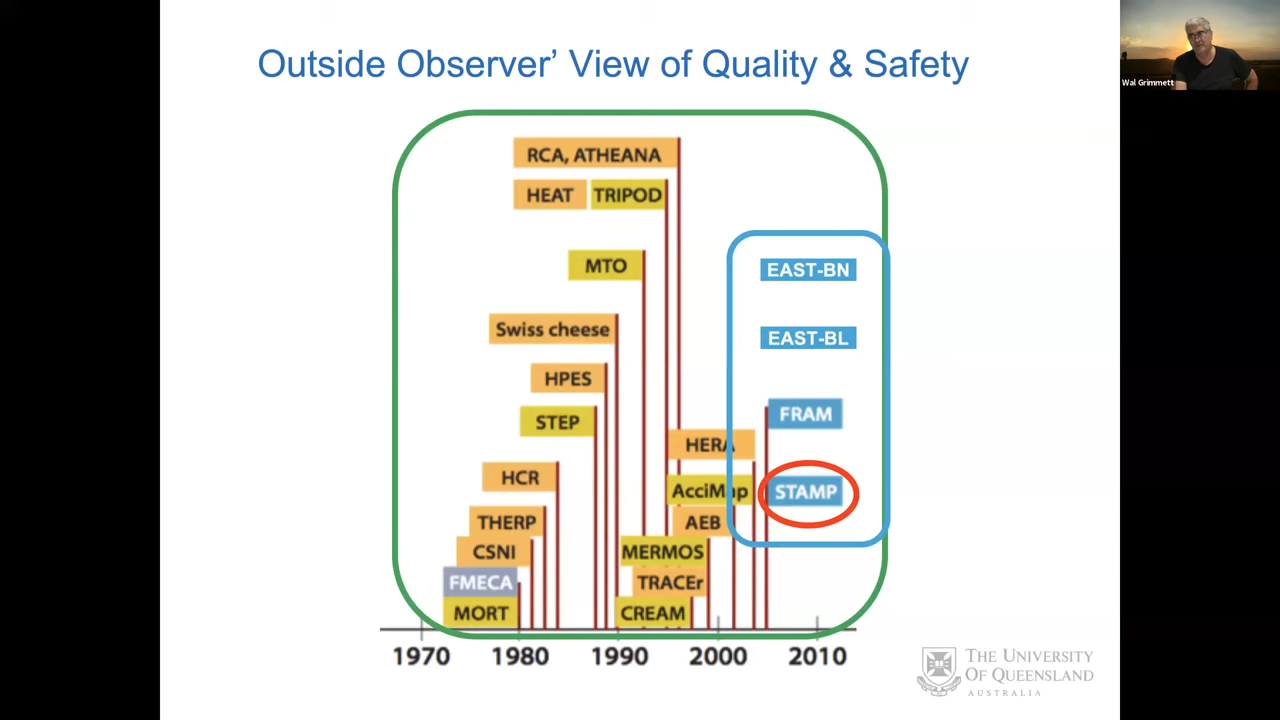 Outside Observer’ View of Quality & Safety
Wal Grimmett
RCA, ATHEANA
HEAT TRIPOD
MTO
EAST-BN
Swiss cheese
EAST-BL
HPES
STEP
FRAM
HERA
HCR
AcciMap
STAMP
THERP
AEB
CSNI
MERMOS
FMECA
TRACEr
MORT
CREAM
1970 1980 1990 2000 2010
THE UNIVERSITY
OF QUEENSLAND
AUSTRALIA